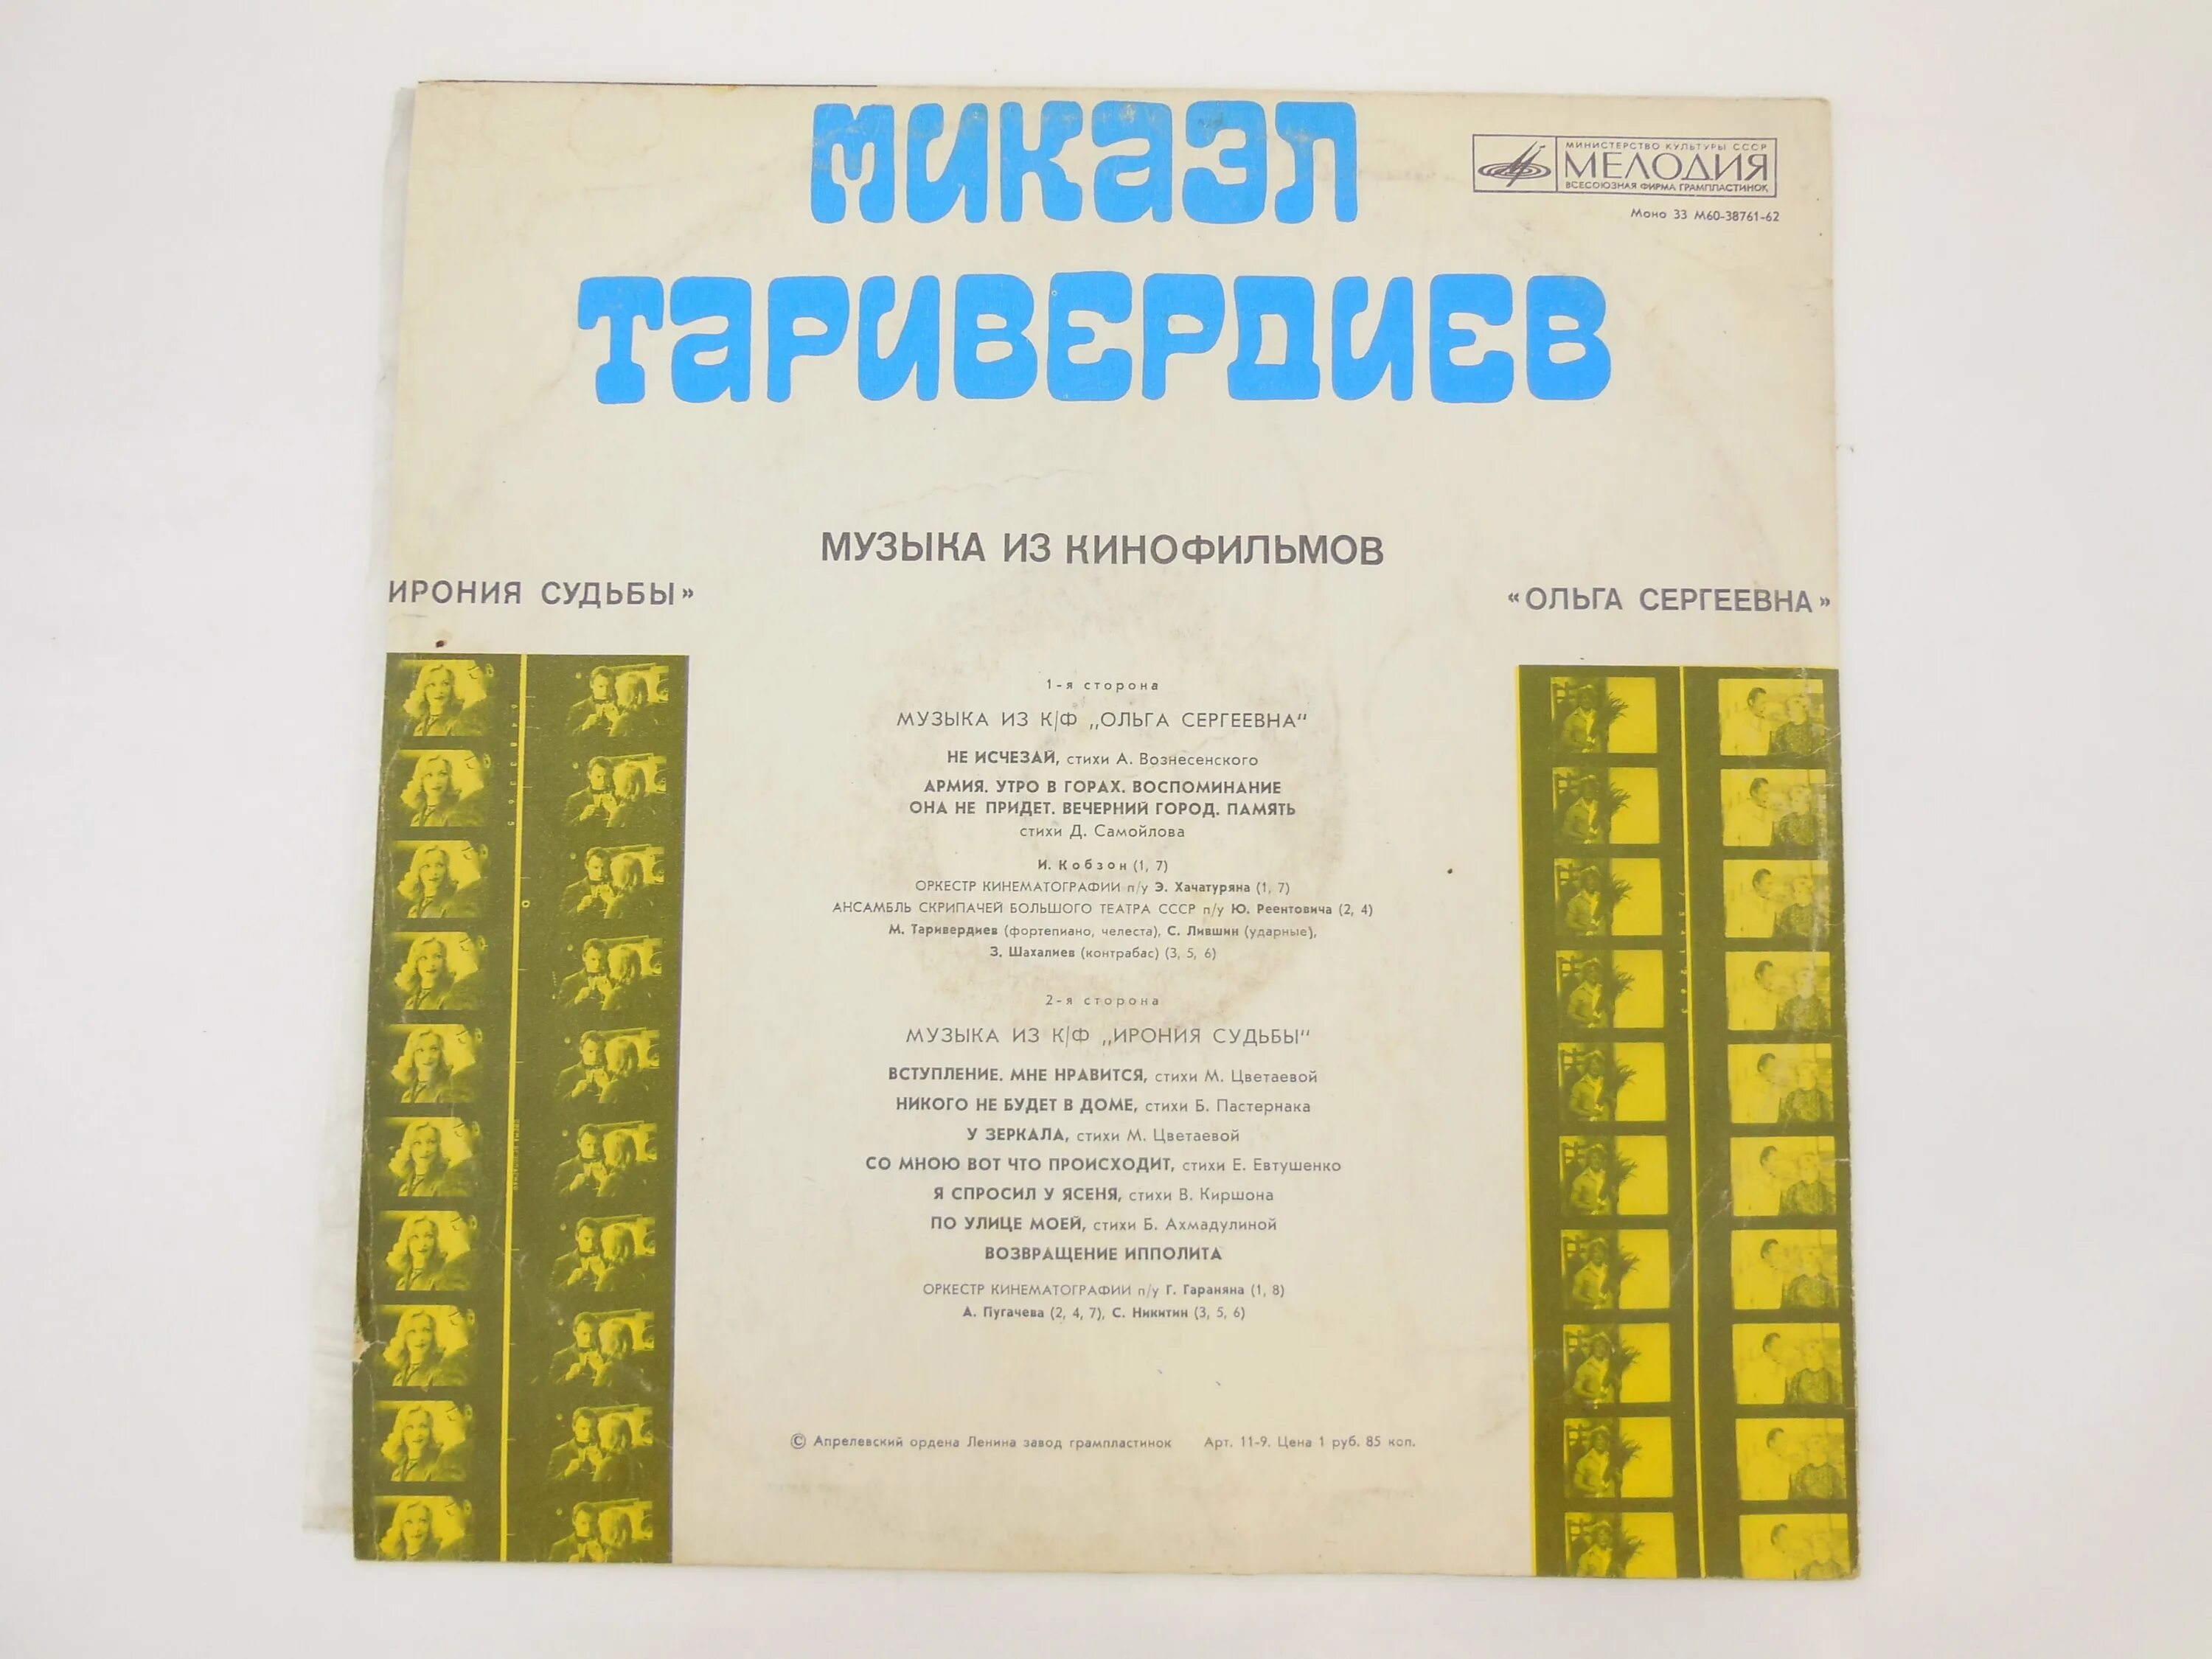 МИКАЭЛ
ТАРИВЕРДИЕВ
МИНИСТЕРСТВО КУЛЬТУРЫ СССР
МЕЛОДИЯ
ВСЕСОЮЗНАЯ ФИРМА ГРАМПЛАСТИНОК
Моно 33 М60-38761-62
МУЗЫКА ИЗ КИНОФИЛЬМОВ
ИРОНИЯ СУДЬБЫ»
«ОЛЬГА СЕРГЕЕВНА»
1-я сторона
МУЗЫКА ИЗ К/Ф „ОЛЬГА СЕРГЕЕВНА"
НЕ ИСЧЕЗАЙ, стихи А. Вознесенского
АРМИЯ. УТРО В ГОРАХ. ВОСПОМИНАНИЕ
ОНА НЕ ПРИДЕТ. ВЕЧЕРНИЙ ГОРОД. ПАМЯТЬ
стихи Д. Самойлова
И. Кобзон (1, 7)
ОРКЕСТР КИНЕМАТОГРАФИИ п/у Э. Хачатуряна (1, 7)
АНСАМБЛЬ СКРИПАЧЕЙ БОЛЬШОГО ТЕАТРА СССР п/у Ю. Реентовича (2, 4)
М. Таривердиев (фортепиано, челеста), С. Лившин (ударные),
З. Шахалиев (контрабас) (3, 5, 6)
2-я сторона
МУЗЫКА ИЗ К/Ф „ИРОНИЯ СУДЬБЫ"
ВСТУПЛЕНИЕ. МНЕ НРАВИТСЯ, стихи М. Цветаевой
НИКОГО НЕ БУДЕТ В ДОМЕ, стихи Б. Пастернака
У ЗЕРКАЛА, стихи М. Цветаевой
СО МНОЮ ВОТ ЧТО ПРОИСХОДИТ, стихи Е. Евтушенко
Я СПРОСИЛ У ЯСЕНЯ, стихи В. Киршона
ПО УЛИЦЕ МОЕЙ, стихи Б. Ахмадулиной
ВОЗВРАЩЕНИЕ ИППОЛИТА
ОРКЕСТР КИНЕМАТОГРАФИИ п/у Г. Гараняна (1, 8)
А. Пугачева (2, 4, 7), С. Никитин (3, 5, 6)
© Апрелевский ордена Ленина завод грампластинок Арт. 11-9. Цена 1 руб. 85 коп.